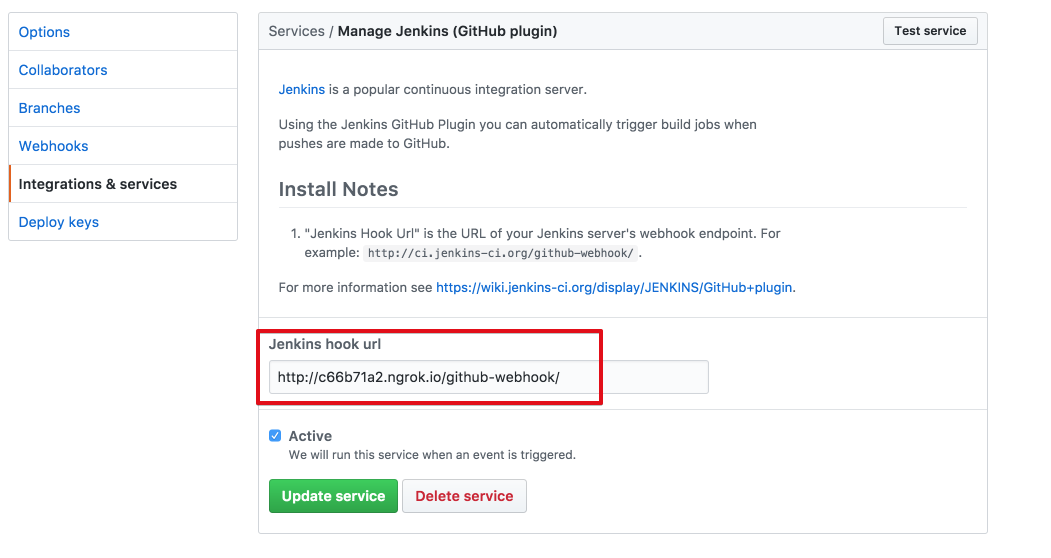 Options
Collaborators
Branches
Webhooks
Integrations & services
Deploy keys
Services / Manage Jenkins (GitHub plugin)
Test service
Jenkins is a popular continuous integration server.
Using the Jenkins GitHub Plugin you can automatically trigger build jobs when
pushes are made to GitHub.
Install Notes
1. "Jenkins Hook Url" is the URL of your Jenkins server's webhook endpoint. For
example: http://ci.jenkins-ci.org/github-webhook/ .
For more information see https://wiki.jenkins-ci.org/display/JENKINS/GitHub+plugin.
Jenkins hook url
http://c66b71a2.ngrok.io/github-webhook/
Active
We will run this service when an event is triggered.
Update service
Delete service